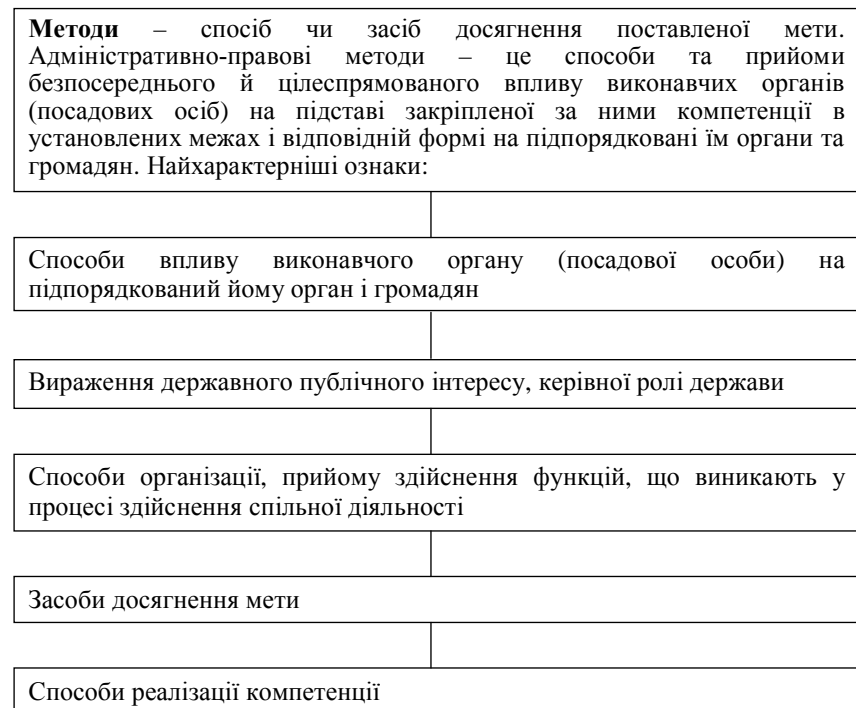 Методи – спосіб чи засіб досягнення поставленої мети.
Адміністративно-правові методи – це способи та прийоми
безпосереднього й цілеспрямованого впливу виконавчих органів
(посадових осіб) на підставі закріпленої за ними компетенції в
установлених межах і відповідній формі на підпорядковані їм органи та
громадян. Найхарактерніші ознаки:
Способи впливу виконавчого органу (посадової особи) на
підпорядкований йому орган і громадян
Вираження державного публічного інтересу, керівної ролі держави
Способи організації, прийому здійснення функцій, що виникають у
процесі здійснення спільної діяльності
Засоби досягнення мети
Способи реалізації компетенції